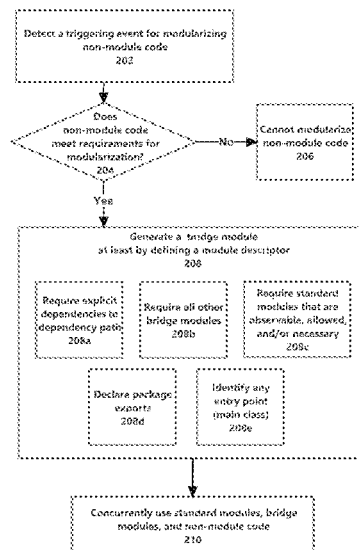 Detect a triggering event for modularizing
non-module code
202
Does
non-module code
meet requirements for
modularization?
204
No
Cannot modularize
non-module code
206
Yes
Generate a bridge module
at least by defining a module descriptor
208
Require explicit
dependencies to
dependency path
208a
Require all other
bridge modules
208b
Require standard
modules that are
observable, allowed,
and/or necessary
208c
Declare package
exports
208d
Identify any
entry point
(main class)
208e
Concurrently use standard modules, bridge
modules, and non-module code
210